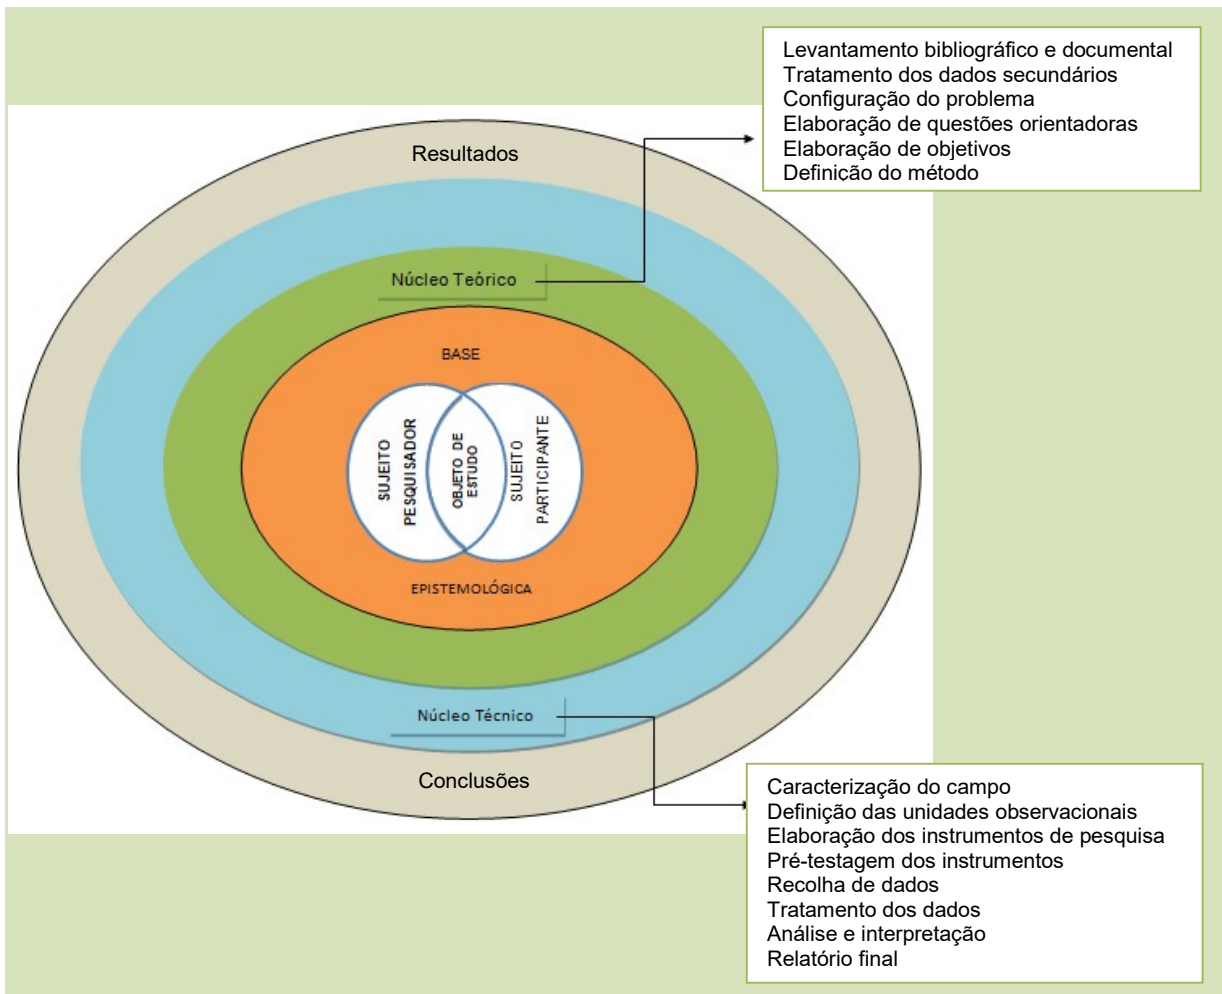 Levantamento bibliográfico e documental
Tratamento dos dados secundários
Configuração do problema
Elaboração de questões orientadoras
Elaboração de objetivos
Definição do método
Resultados
Núcleo Teórico
BASE
SUJEITO
PESQUISADOR
OBJETO DE
ESTUDO
SUJEITO
PARTICIPANTE
EPISTEMOLÓGICA
Núcleo Técnico
Conclusões
Caracterização do campo
Definição das unidades observacionais
Elaboração dos instrumentos de pesquisa
Pré-testagem dos instrumentos
Recolha de dados
Tratamento dos dados
Análise e interpretação
Relatório final